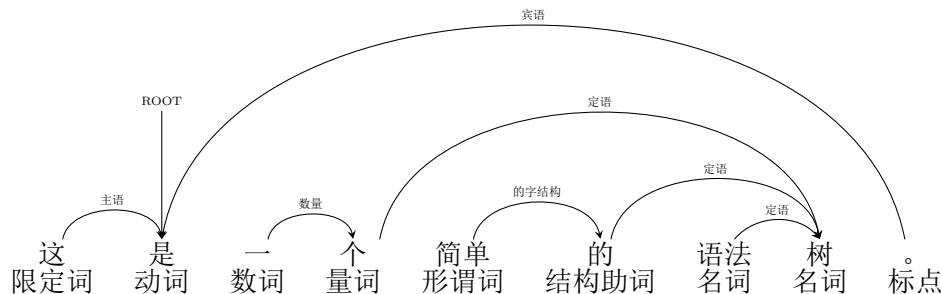 宾语
ROOT
定语
定语
主语
数量
的字结构
定语
这 是 一 个 简单 的 语法 树 。
限定词 动词 数词 量词 形谓词 结构助词 名词 名词 标点